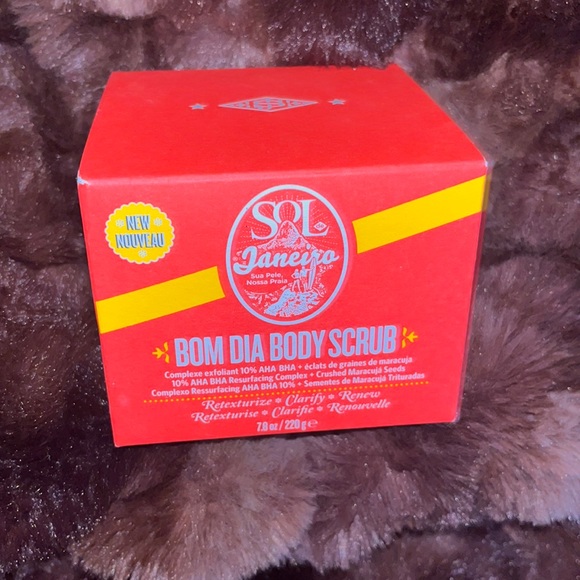 NEW
NOUVEAU
SOL
Janeiro
Sua Pele,
Nossa Praia
BOM DIA BODY SCRUB
Complexe exfoliant 10% AHA BHA + éclats de graines de maracuja
10% AHA BHA Resurfacing Complex + Crushed Maracujá Seeds
Complexo Ressurfacing AHA BHA 10% + Sementes de Maracujá Trituradas
Retexturize * Clarify * Renew
Retexturise * Clarifie * Renouvelle
7.8 oz / 220 g ℮